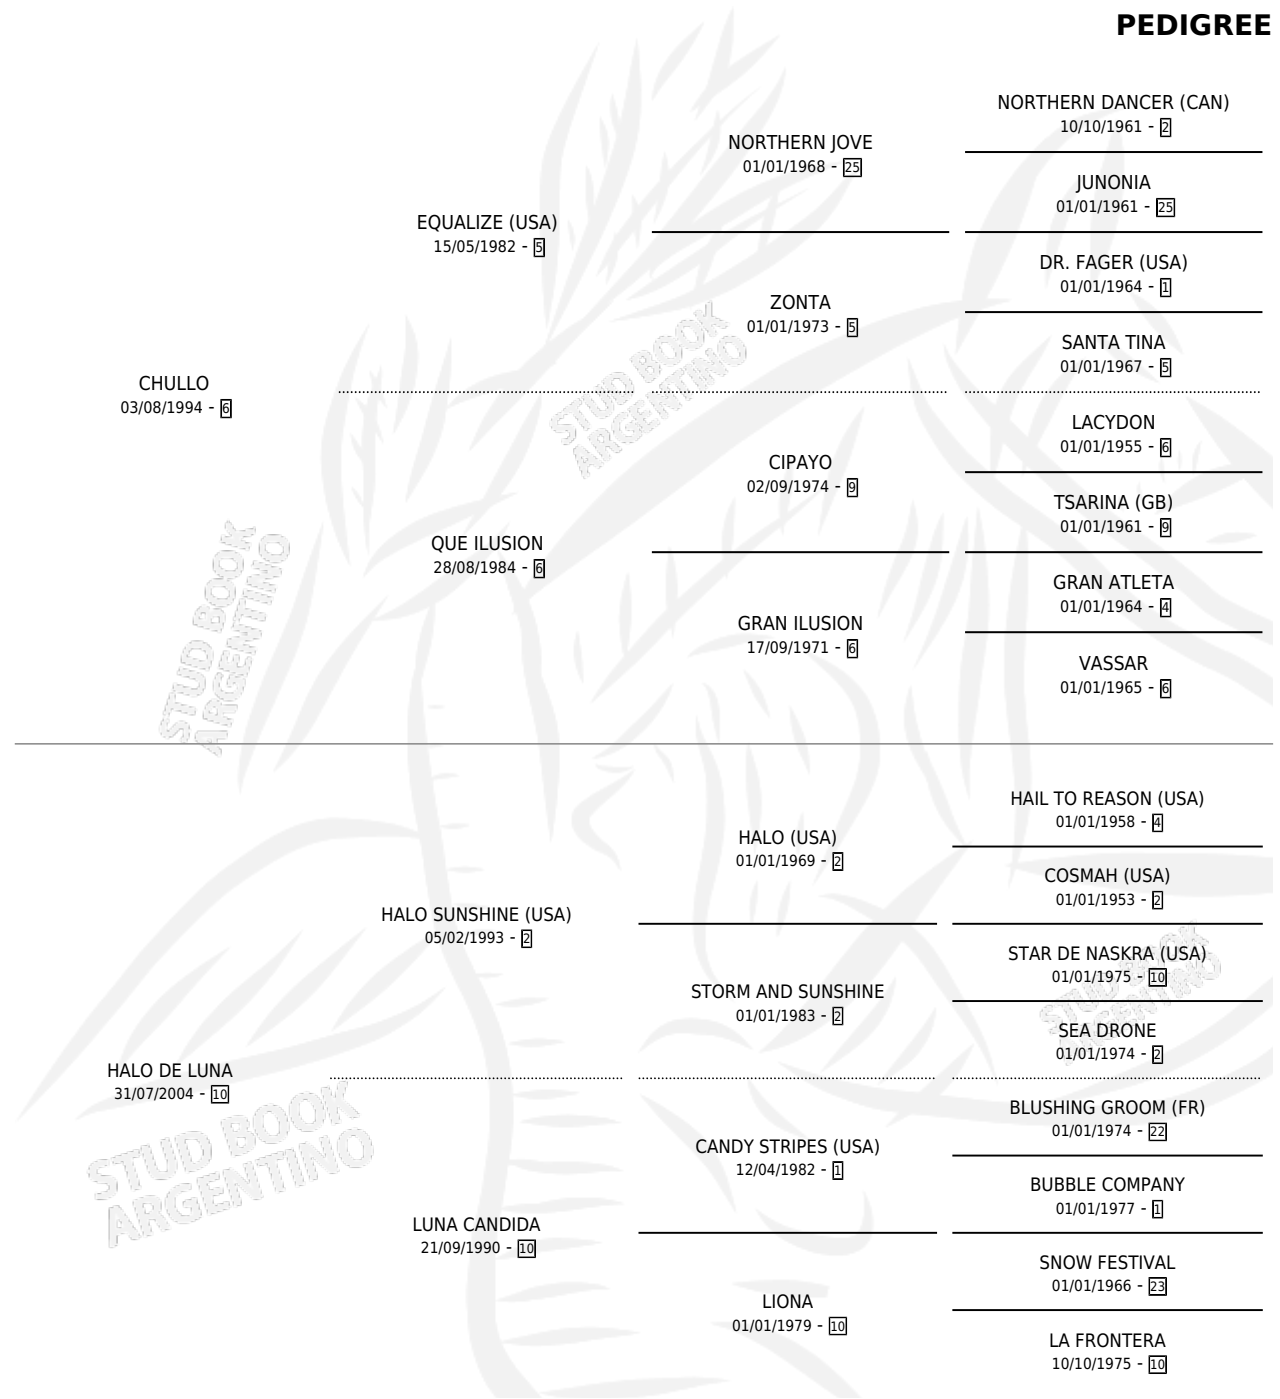 PEDIGREE
NORTHERN DANCER (CAN)
10/10/1961 - 2
NORTHERN JOVE
01/01/1968 - 25
JUNONIA
01/01/1961 - 25
EQUALIZE (USA)
15/05/1982 - 5
DR. FAGER (USA)
01/01/1964 - 1
ZONTA
01/01/1973 - 5
SANTA TINA
01/01/1967 - 5
CHULLO
03/08/1994 - 6
LACYDON
01/01/1955 - 6
CIPAYO
02/09/1974 - 9
TSARINA (GB)
01/01/1961 - 9
QUE ILUSION
28/08/1984 - 6
GRAN ATLETA
01/01/1964 - 4
GRAN ILUSION
17/09/1971 - 6
VASSAR
01/01/1965 - 6
HAIL TO REASON (USA)
01/01/1958 - 4
HALO (USA)
01/01/1969 - 2
COSMAH (USA)
01/01/1953 - 2
HALO SUNSHINE (USA)
05/02/1993 - 2
STAR DE NASKRA (USA)
01/01/1975 - 10
STORM AND SUNSHINE
01/01/1983 - 2
SEA DRONE
01/01/1974 - 2
HALO DE LUNA
31/07/2004 - 10
BLUSHING GROOM (FR)
01/01/1974 - 22
CANDY STRIPES (USA)
12/04/1982 - 1
BUBBLE COMPANY
01/01/1977 - 1
LUNA CANDIDA
21/09/1990 - 10
SNOW FESTIVAL
01/01/1966 - 23
LIONA
01/01/1979 - 10
LA FRONTERA
10/10/1975 - 10
STUD BOOK
ARGENTINO
STUD BOOK
ARGENTINO
STUD BOOK
ARGENTINO
STUD BOOK
ARGENTINO